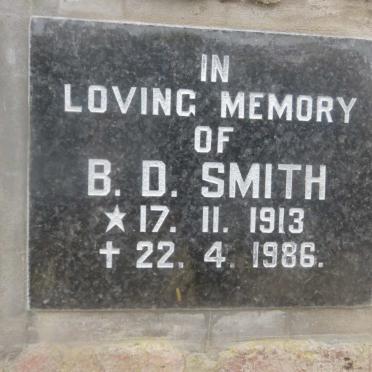 IN
LOVING MEMORY
OF
B. D. SMITH
★ 17. 11. 1913
✝ 22. 4. 1986.